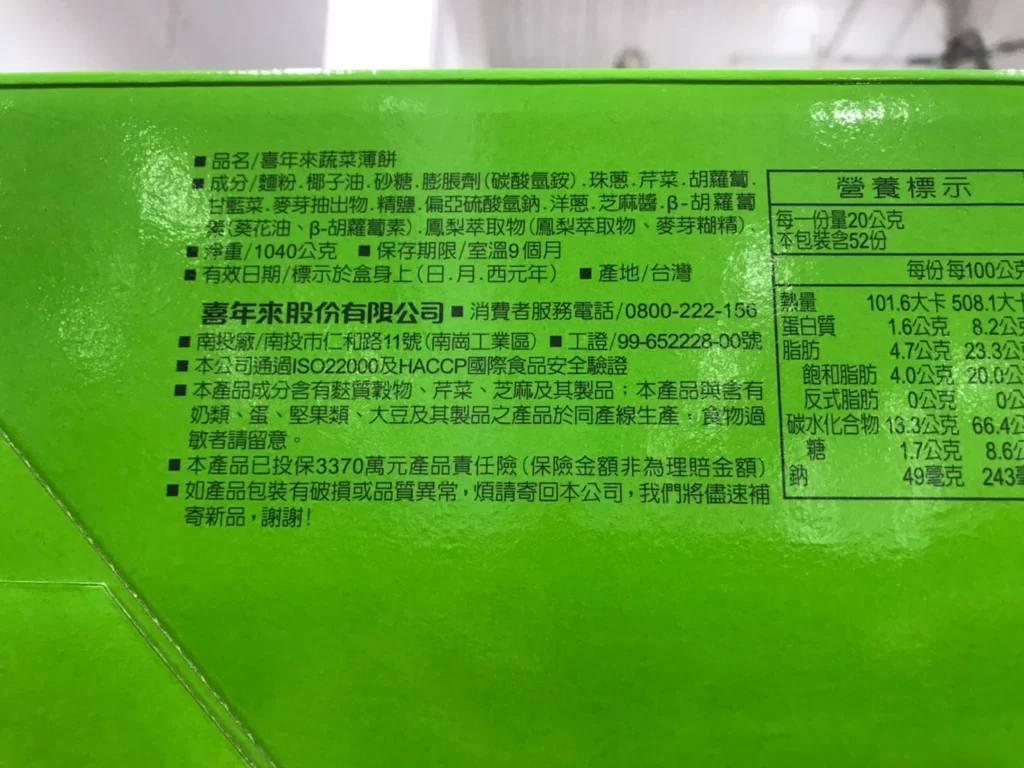 ■品名/喜年來蔬菜薄餅
■成分/麵粉.椰子油.砂糖.膨脹劑(碳酸氫銨).珠蔥.芹菜.胡蘿蔔.
甘藍菜.麥芽抽出物.精鹽.偏亞硫酸氫鈉.洋蔥.芝麻醬.β-胡蘿蔔
素(葵花油、β-胡蘿蔔素).鳳梨萃取物(鳳梨萃取物、麥芽糊精).
■淨重/1040公克 ■保存期限/室溫9個月
■有效日期/標示於盒身上(日.月.西元年) ■產地/台灣
喜年來股份有限公司■消費者服務電話/0800-222-156
■南投廠/南投市仁和路11號(南崗工業區) ■工證/99-652228-00號
■本公司通過ISO22000及HACCP國際食品安全驗證
■本產品成分含有麩質穀物、芹菜、芝麻及其製品；本產品與含有
奶類、蛋、堅果類、大豆及其製品之產品於同產線生產，食物過
敏者請留意。
■本產品已投保3370萬元產品責任險(保險金額非為理賠金額)
■如產品包裝有破損或品質異常，煩請寄回本公司，我們將儘速補
寄新品，謝謝!
營養標示
每一份量20公克
本包裝含52份
每份 每100公克
熱量 101.6大卡 508.1大卡
蛋白質 1.6公克 8.2公
脂肪 4.7公克 23.3公
飽和脂肪 4.0公克 20.0公
反式脂肪 0公克 0公
碳水化合物 13.3公克 66.4公
糖 1.7公克 8.6公
鈉 49毫克 243毫